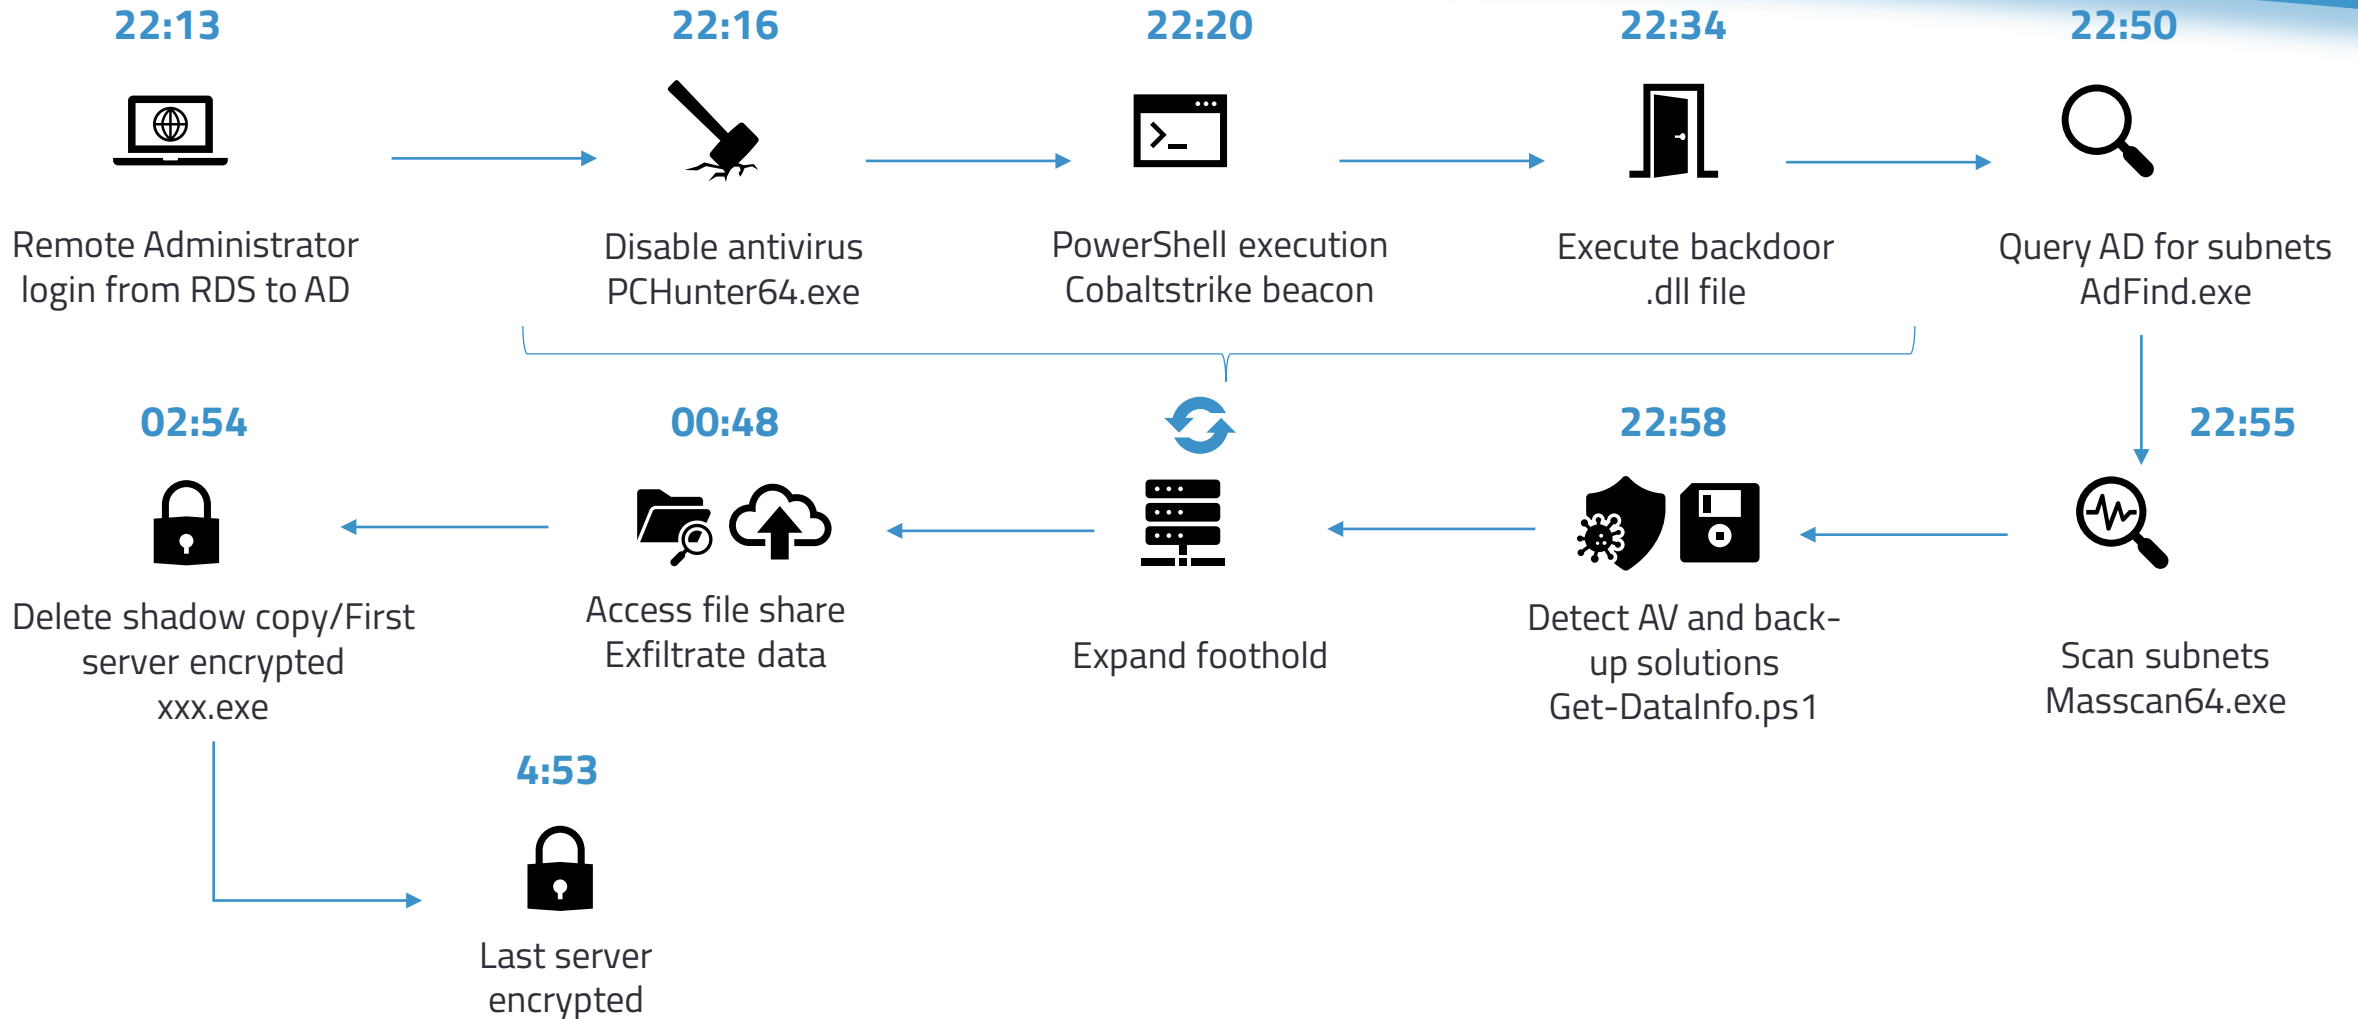 22:13
22:16
22:20
22:34
22:50
Remote Administrator
login from RDS to AD
Disable antivirus
PCHunter64.exe
PowerShell execution
Cobaltstrike beacon
Execute backdoor
.dll file
Query AD for subnets
AdFind.exe
22:55
Scan subnets
Masscan64.exe
22:58
Detect AV and back-
up solutions
Get-DataInfo.ps1
Expand foothold
00:48
Access file share
Exfiltrate data
02:54
Delete shadow copy/First
server encrypted
xxx.exe
4:53
Last server
encrypted